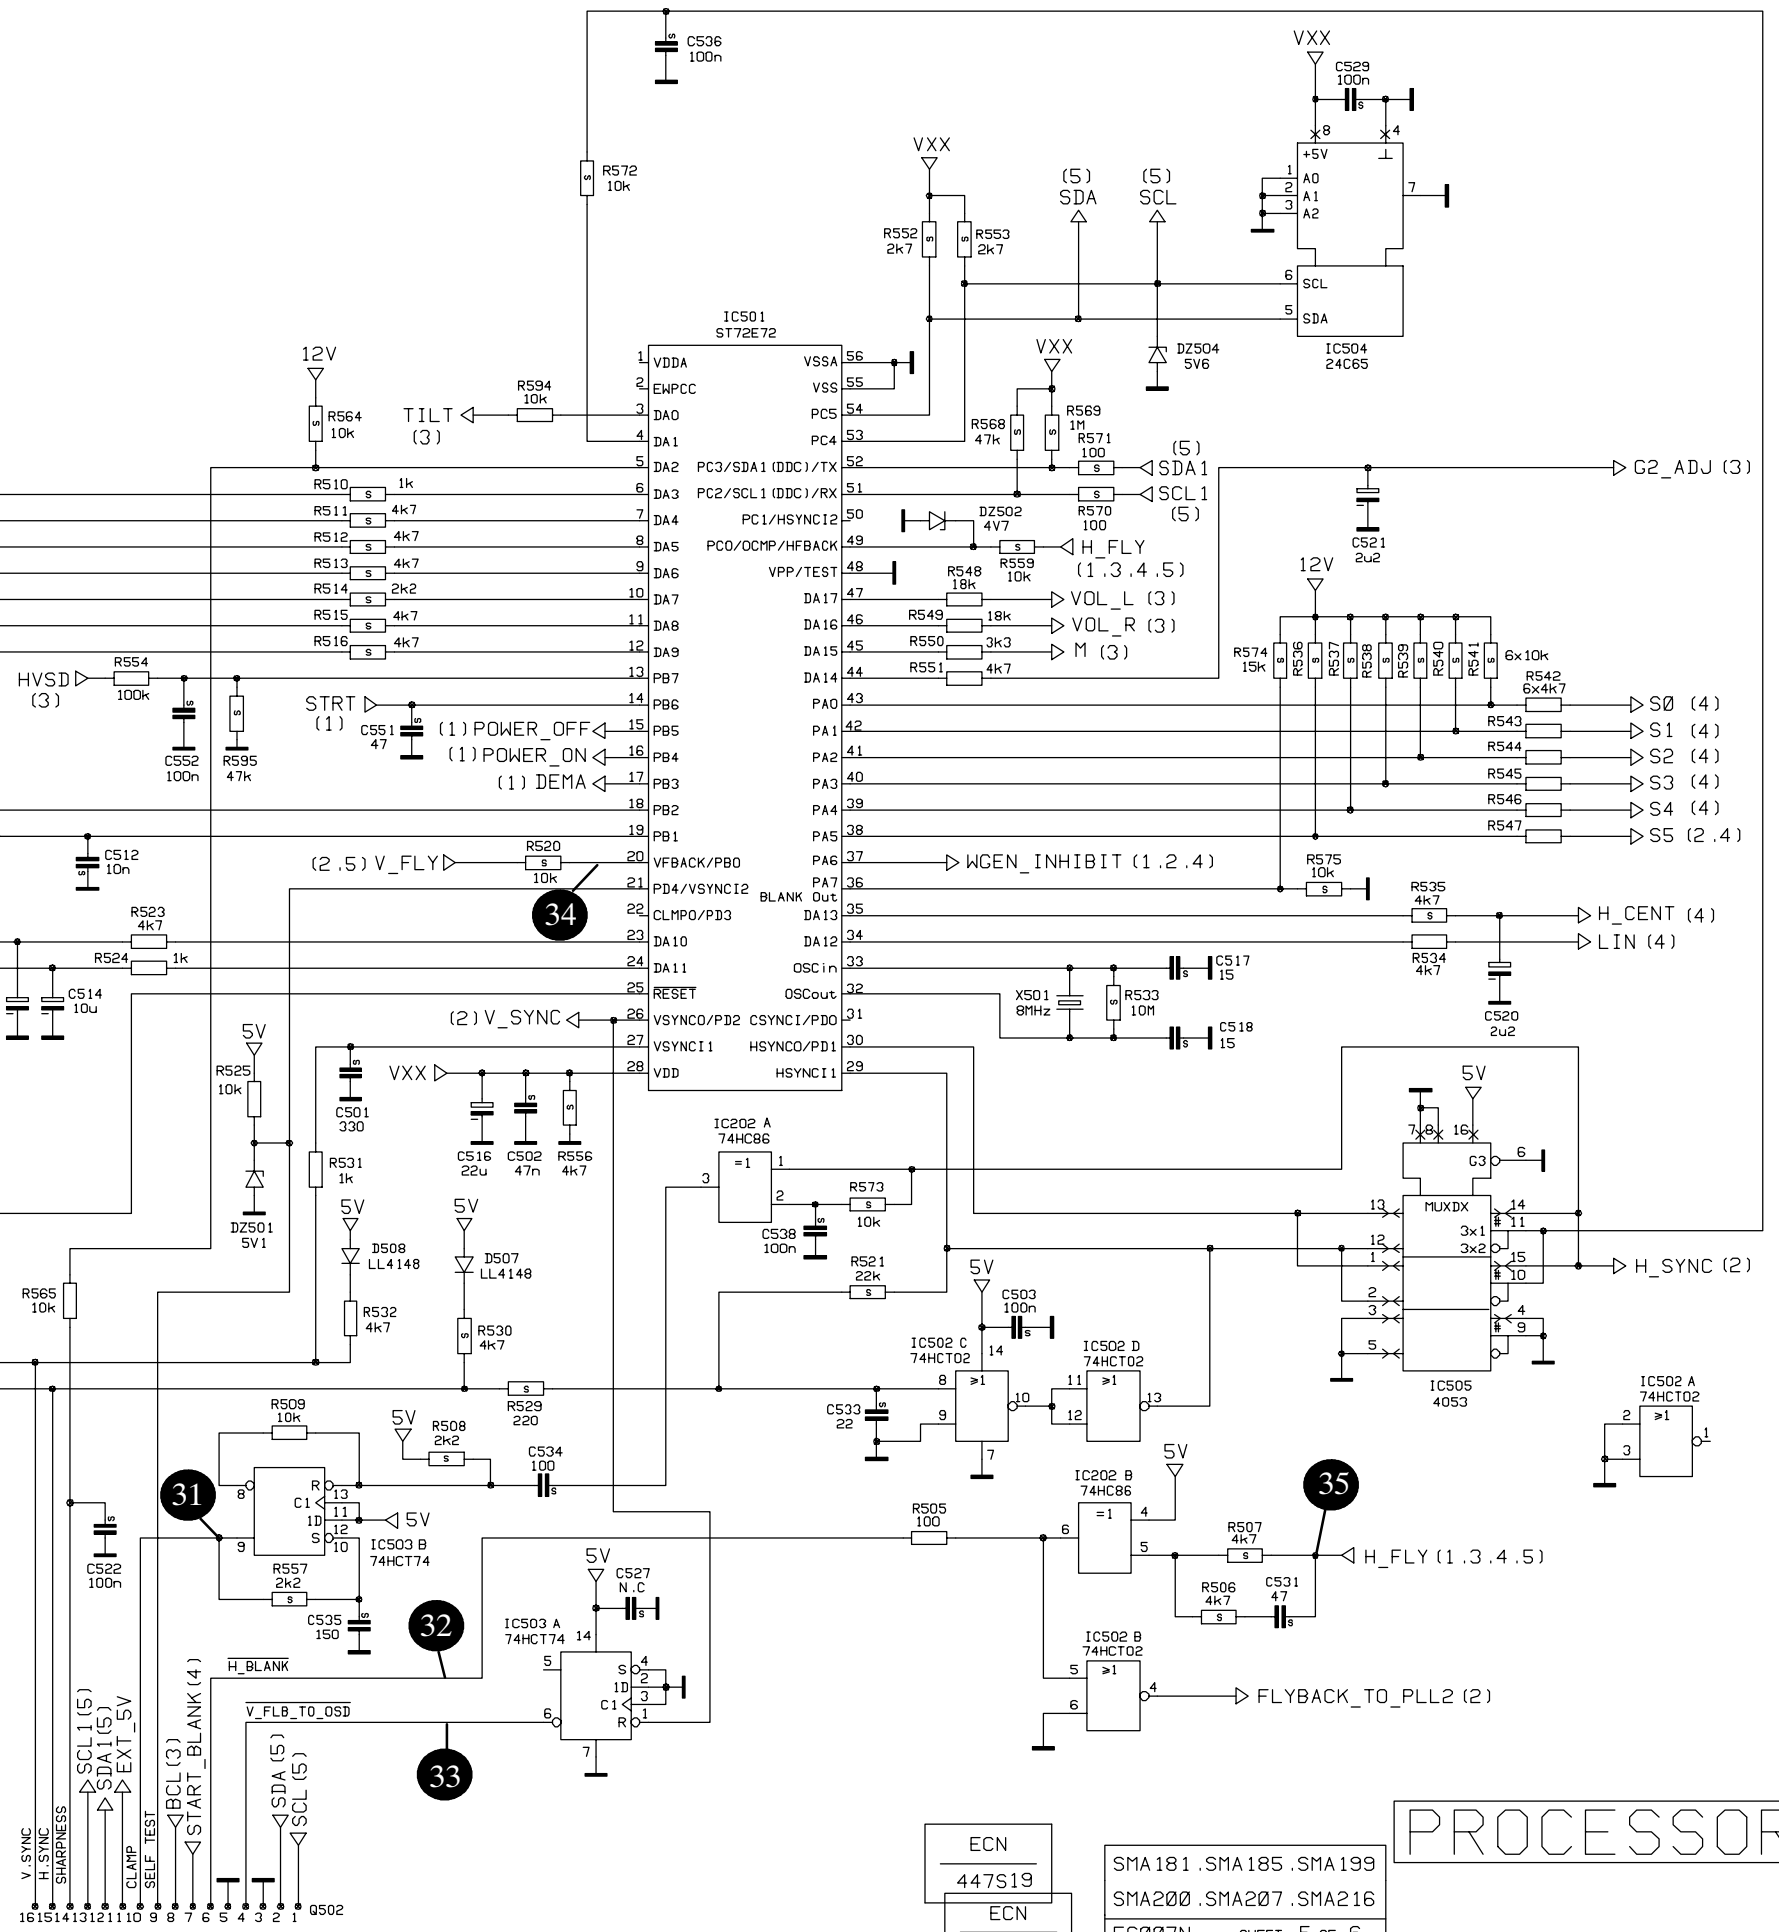 C536
100n
VXX
C529
100n
8
4
+5V
⊥
1
A0
2
A1
3
A2
7
6
SCL
5
SDA
IC504
24C65
R572
10k
VXX
(5)
SDA
(5)
SCL
R552
2k7
R553
2k7
DZ504
5V6
IC501
ST72E72
1 VDDA
2 EWPCC
3 DA0
4 DA1
5 DA2
6 DA3
7 DA4
8 DA5
9 DA6
10 DA7
11 DA8
12 DA9
13 PB7
14 PB6
15 PB5
16 PB4
17 PB3
18 PB2
19 PB1
20 VFBACK/PB0
21 PD4/VSYNCI2
22 CLMPO/PD3
23 DA10
24 DA11
25 RESET
26 VSYNCO/PD2
27 VSYNCI1
28 VDD
VSSA 56
VSS 55
PC5 54
PC4 53
PC3/SDA1(DDC)/TX 52
PC2/SCL1(DDC)/RX 51
PC1/HSYNCI2 50
PC0/OCMP/HFBACK 49
VPP/TEST 48
DA17 47
DA16 46
DA15 45
DA14 44
PA0 43
PA1 42
PA2 41
PA3 40
PA4 39
PA5 38
PA6 37
PA7 36
BLANK Out
DA13 35
DA12 34
OSCin 33
OSCout 32
CSYNCI/PD0 31
HSYNCO/PD1 30
HSYNCI1 29
12V
R564
10k
TILT
(3)
R594
10k
R510 1k
R511 4k7
R512 4k7
R513 4k7
R514 2k2
R515 4k7
R516 4k7
HVSD
(3)
R554
100k
C552
100n
R595
47k
STRT
(1)
C551
47
(1) POWER_OFF
(1) POWER_ON
(1) DEMA
C512
10n
(2.5) V_FLY
R520
10k
34
R523
4k7
R524 1k
C514
10u
(2) V_SYNC
5V
R525
10k
DZ501
5V1
C501
330
R531
1k
VXX
C516
22u
C502
47n
R556
4k7
VXX
R568
47k
R569
1M
R571
100
(5)
SDA1
R570
100
SCL1
(5)
DZ502
4V7
R559
10k
H_FLY
(1.3.4.5)
R548
18k
VOL_L (3)
R549 18k
VOL_R (3)
R550 3k3
M (3)
R551 4k7
G2_ADJ (3)
C521
2u2
12V
R574
15k
R536
R537
R538
R539
R540
R541
6x10k
R542
6x4k7
S0 (4)
R543
S1 (4)
R544
S2 (4)
R545
S3 (4)
R546
S4 (4)
R547
S5 (2.4)
WGEN_INHIBIT (1.2.4)
R575
10k
R535
4k7
H_CENT (4)
R534
4k7
LIN (4)
C520
2u2
C517
15
X501
8MHz
R533
10M
C518
15
IC202 A
74HC86
=1
1
2
3
R573
10k
C538
100n
R521
22k
5V
7
8
16
G3
6
MUXDX
13
14
11
3x1
12
3x2
1
15
10
2
3
4
9
5
#
#
#
IC505
4053
H_SYNC (2)
5V
D508
LL4148
R532
4k7
5V
D507
LL4148
R530
4k7
R565
10k
R529
220
5V
C503
100n
14
IC502 C
74HCT02
≥1
8
9
10
7
C533
22
IC502 D
74HCT02
≥1
11
12
13
IC502 A
74HCT02
≥1
2
3
1
R509
10k
31
8
9
R
13
C1
11
1D
12
S
10
5V
IC503 B
74HCT74
5V
R508
2k2
C534
100
C522
100n
R557
2k2
C535
150
R505
100
IC202 B
74HC86
=1
6
4
5
5V
35
R507
4k7
H_FLY (1.3.4.5)
R506
4k7
C531
47
32
H_BLANK
V_FLB_TO_OSD
33
5V
C527
N.C
IC503 A
74HCT74
14
5
6
S
4
1D
2
C1
3
R
1
7
IC502 B
74HCT02
≥1
5
6
4
FLYBACK_TO_PLL2 (2)
V.SYNC
H.SYNC
SHARPNESS
SCL1 (5)
SDA1 (5)
EXT_5V
CLAMP
SELF TEST
BCL (3)
START_BLANK (4)
SDA (5)
SCL (5)
16 15 14 13 12 11 10 9 8 7 6 5 4 3 2 1
Q502
ECN
447S19
ECN
SMA181.SMA185.SMA199
SMA200.SMA207.SMA216
PROCESSOR